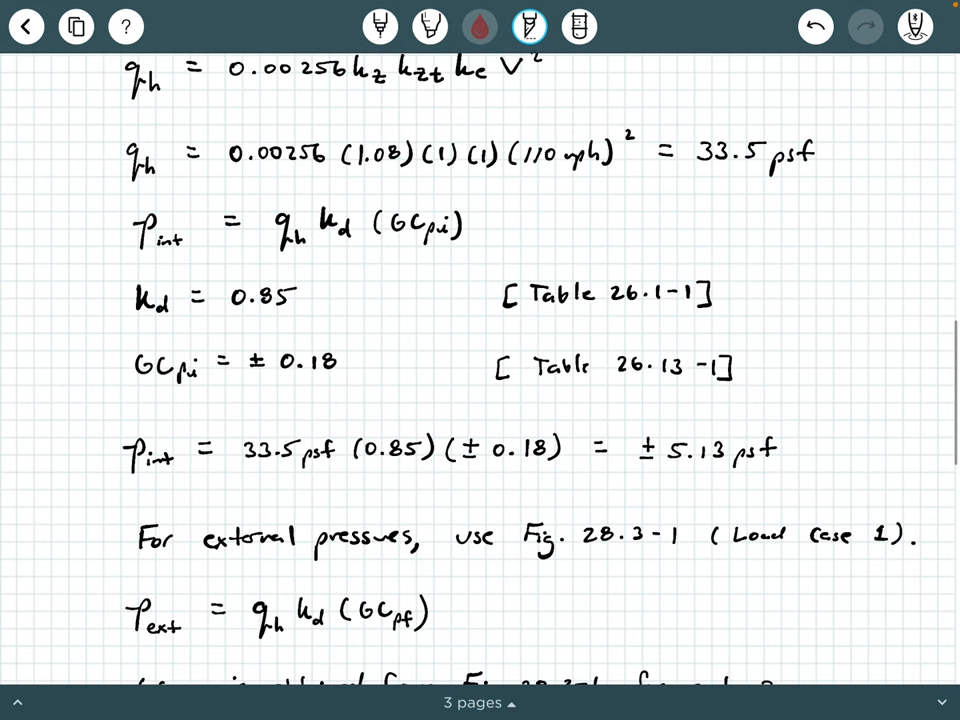 ?
q_h = 0.00256 k_z k_zt k_e V²
q_h = 0.00256 (1.08) (1) (1) (110 mph)² = 33.5 psf
p_int = q_h k_d (GC_pi)
k_d = 0.85 [Table 26.1-1]
GC_pi = ± 0.18 [Table 26.13-1]
p_int = 33.5 psf (0.85) (± 0.18) = ± 5.13 psf
For external pressures, use Fig. 28.3-1 (Load Case 1).
p_ext = q_h k_d (GC_pf)
3 pages